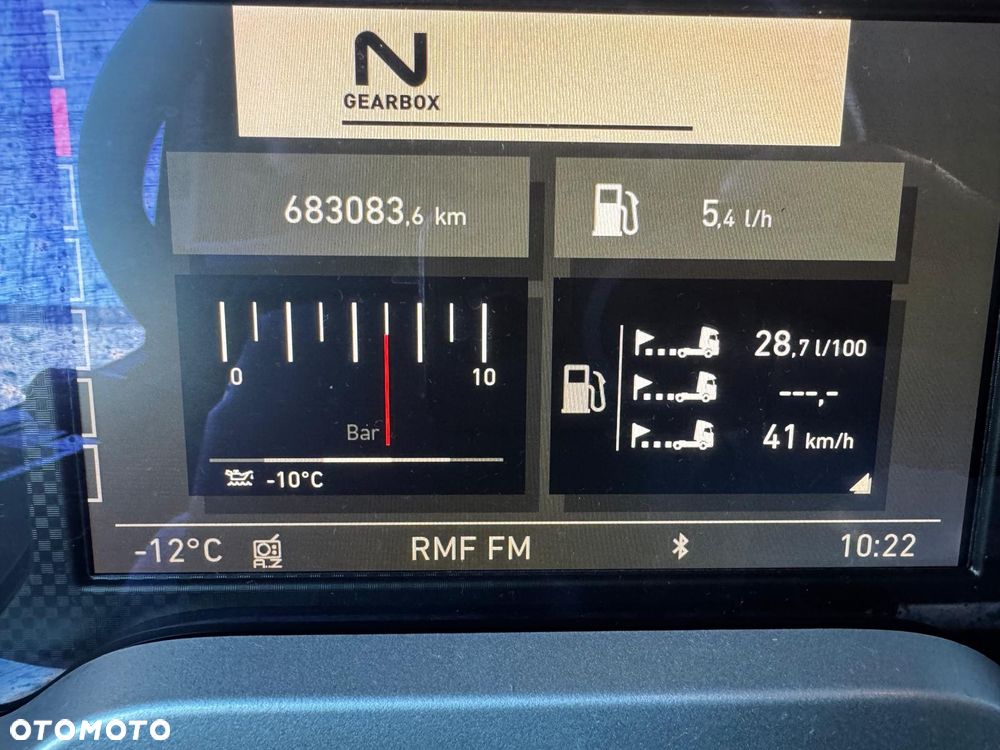 N
GEARBOX
683083,6 km
5,4 l/h
28,7 l/100
0 10
---,-
Bar
41 km/h
-10°C
-12°C A.Z RMF FM 10:22
OTOMOTO